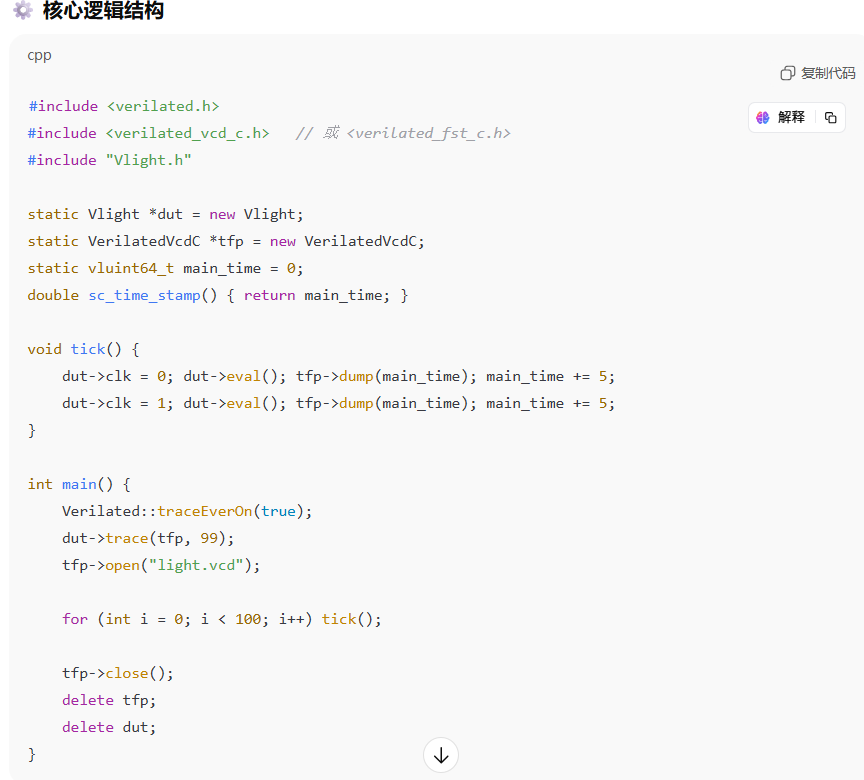 核心逻辑结构
cpp
复制代码
#include <verilated.h>
解释
#include <verilated_vcd_c.h>   // 或 <verilated_fst_c.h>
#include "Vlight.h"
static Vlight *dut = new Vlight;
static VerilatedVcdC *tfp = new VerilatedVcdC;
static vluint64_t main_time = 0;
double sc_time_stamp() { return main_time; }
void tick() {
    dut->clk = 0; dut->eval(); tfp->dump(main_time); main_time += 5;
    dut->clk = 1; dut->eval(); tfp->dump(main_time); main_time += 5;
}
int main() {
    Verilated::traceEverOn(true);
    dut->trace(tfp, 99);
    tfp->open("light.vcd");
    for (int i = 0; i < 100; i++) tick();
    tfp->close();
    delete tfp;
    delete dut;
}